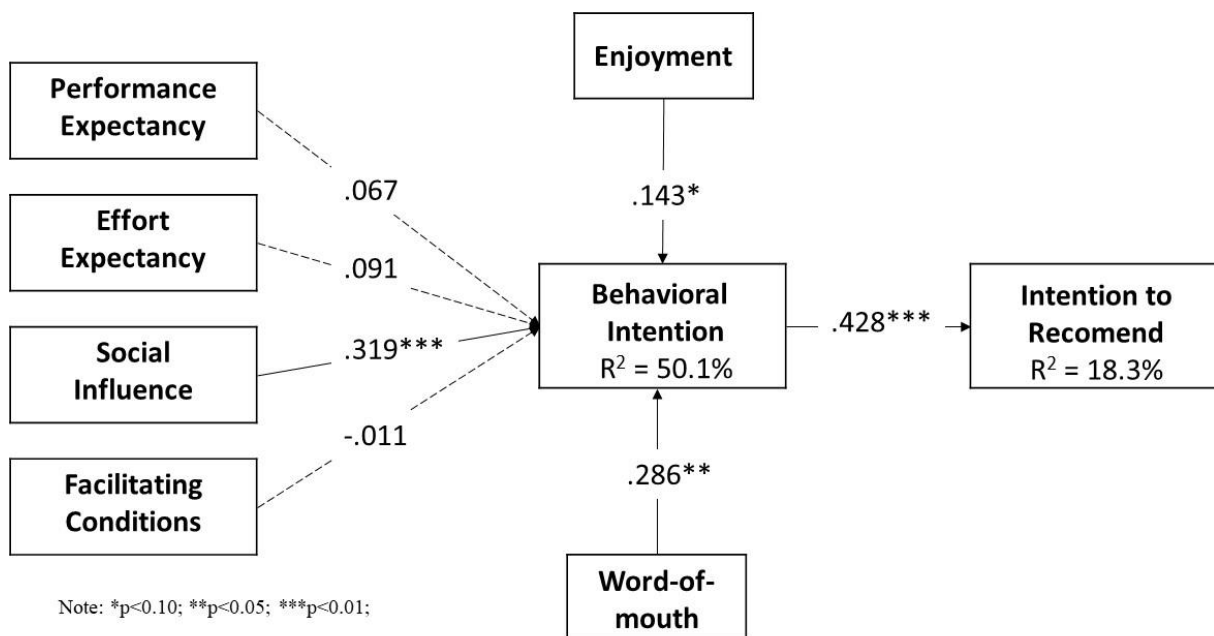 Enjoyment
Performance
Expectancy
.067
.143*
Effort
Expectancy
.091
Behavioral
Intention
R² = 50.1%
.428***
Intention to
Recomend
R² = 18.3%
Social
Influence
.319***
-.011
Facilitating
Conditions
.286**
Word-of-
mouth
Note: *p<0.10; **p<0.05; ***p<0.01;